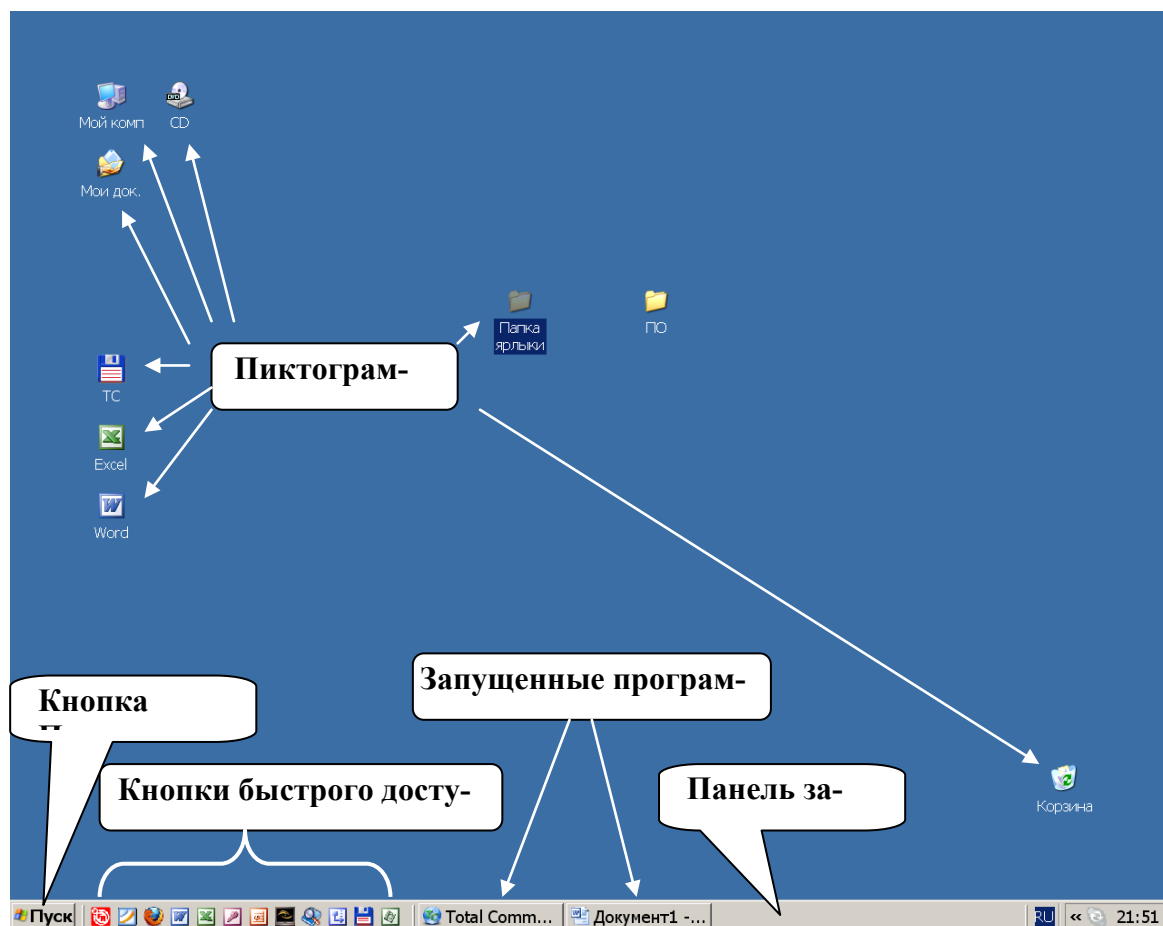 Мой комп
CD
Мои док.
Папка
ярлыки
ПО
Пиктограм-
TC
Excel
Word
Запущенные програм-
Кнопка
Кнопки быстрого досту-
Панель за-
Корзина
Пуск
Total Comm...
Документ1 -...
RU
«
21:51